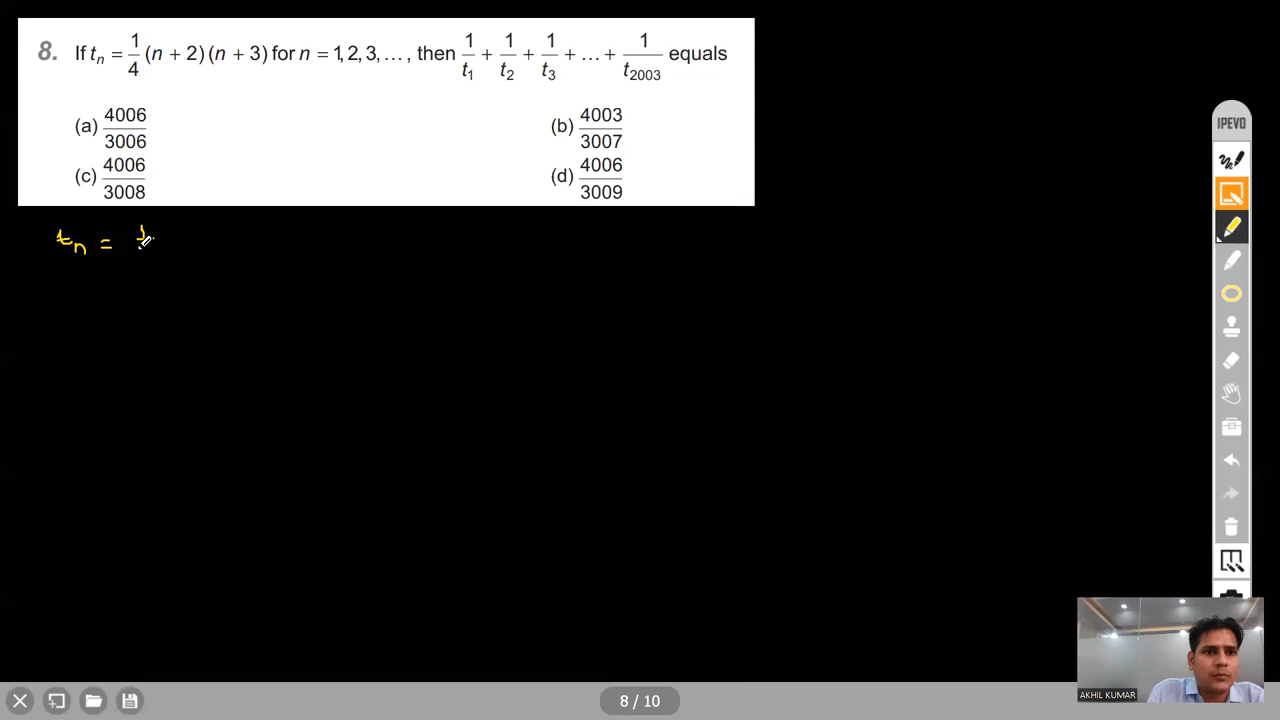 8. If tₙ = 1/4 (n + 2) (n + 3) for n = 1, 2, 3, ..., then 1/t₁ + 1/t₂ + 1/t₃ + ... + 1/t₂₀₀₃ equals
(a) 4006/3006 (b) 4003/3007
(c) 4006/3008 (d) 4006/3009
tₙ =
IPEVO
AKHIL KUMAR
8 / 10